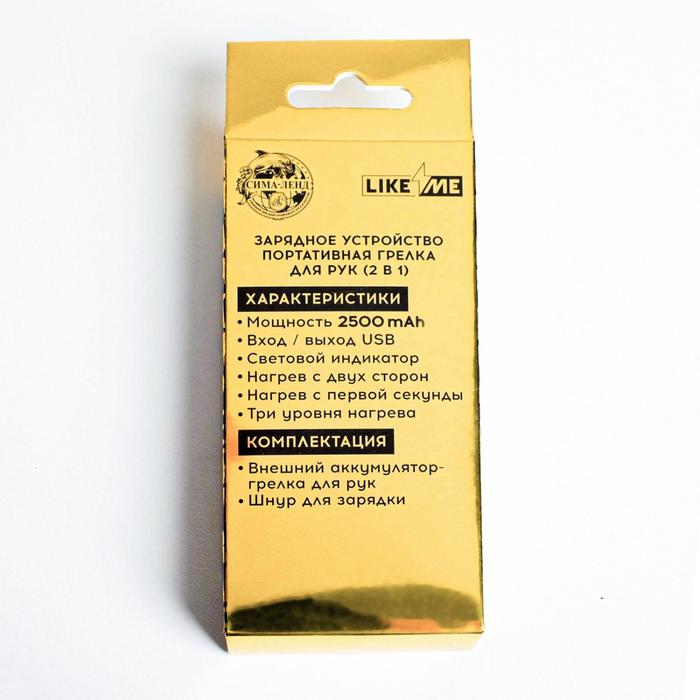 СИМА-ЛЕНД
LIKE ME
ЗАРЯДНОЕ УСТРОЙСТВО
ПОРТАТИВНАЯ ГРЕЛКА
ДЛЯ РУК (2 В 1)
ХАРАКТЕРИСТИКИ
• Мощность 2500 mAh
• Вход / выход USB
• Световой индикатор
• Нагрев с двух сторон
• Нагрев с первой секунды
• Три уровня нагрева
КОМПЛЕКТАЦИЯ
• Внешний аккумулятор-
грелка для рук
• Шнур для зарядки